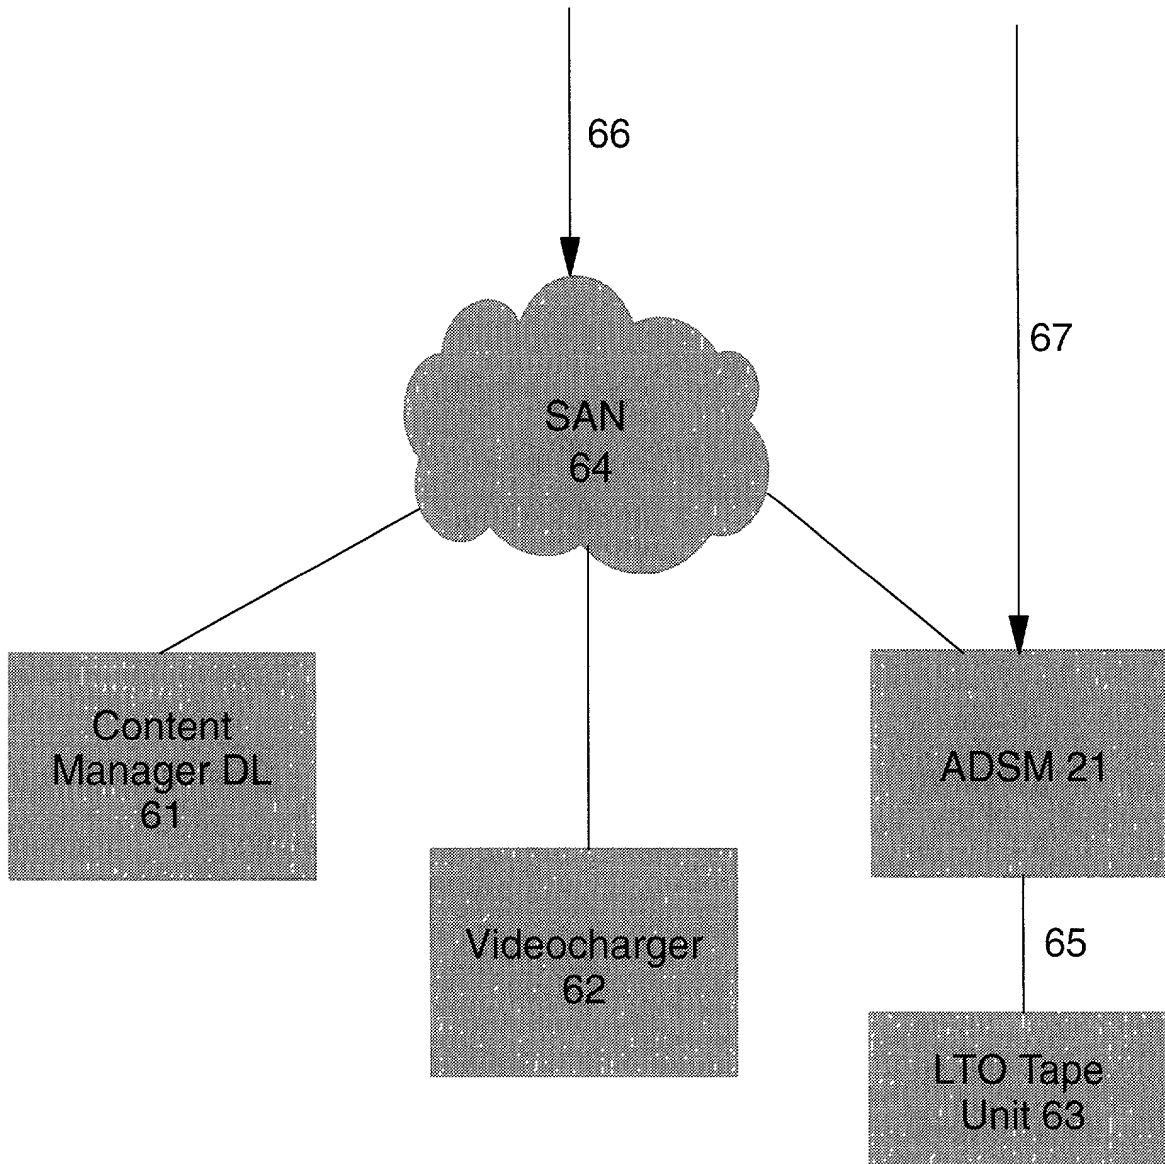 66
67
SAN
64
Content
Manager DL
61
ADSM 21
Videocharger
62
65
LTO Tape
Unit 63